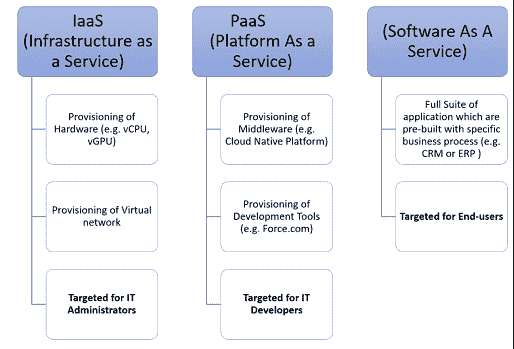 IaaS
(Infrastructure as
a Service)
Provisioning of
Hardware (e.g. vCPU,
vGPU)
Provisioning of Virtual
network
Targeted for IT
Administrators
PaaS
(Platform As a
Service)
Provisioning of
Middleware (e.g.
Cloud Native Platform)
Provisioning of
Development Tools
(e.g. Force.com)
Targeted for IT
Developers
(Software As A
Service)
Full Suite of
application which are
pre-built with specific
business process (e.g.
CRM or ERP )
Targeted for End-users